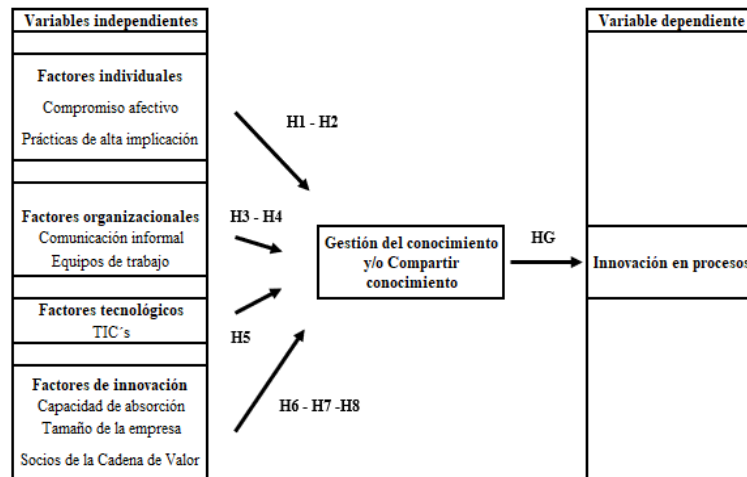 Variables independientes
Factores individuales
Compromiso afectivo
Prácticas de alta implicación
Factores organizacionales
Comunicación informal
Equipos de trabajo
Factores tecnológicos
TIC´s
Factores de innovación
Capacidad de absorción
Tamaño de la empresa
Socios de la Cadena de Valor
H1 - H2
H3 - H4
H5
H6 - H7 -H8
Gestión del conocimiento
y/o Compartir
conocimiento
HG
Variable dependiente
Innovación en procesos